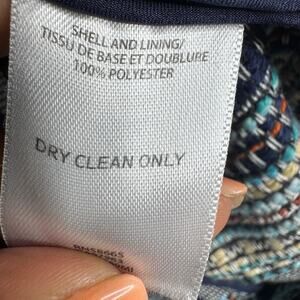 SHELL AND LINING/
TISSU DE BASE ET DOUBLURE
100% POLYESTER
DRY CLEAN ONLY